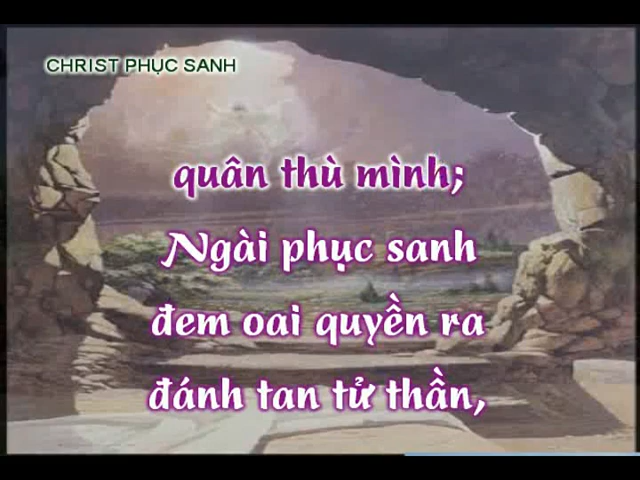 CHRIST PHỤC SANH
quân thù mình;
Ngài phục sanh
đem oai quyền ra
đánh tan tử thần,